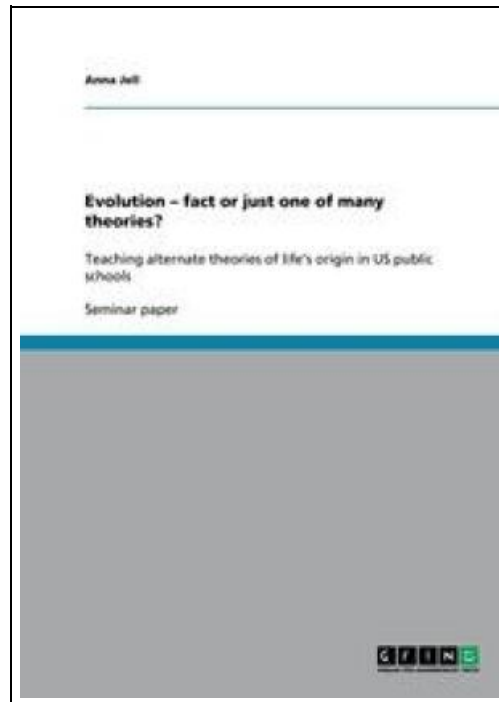 Anna Jell
Evolution – fact or just one of many
theories?
Teaching alternate theories of life's origin in US public
schools
Seminar paper
GRIN